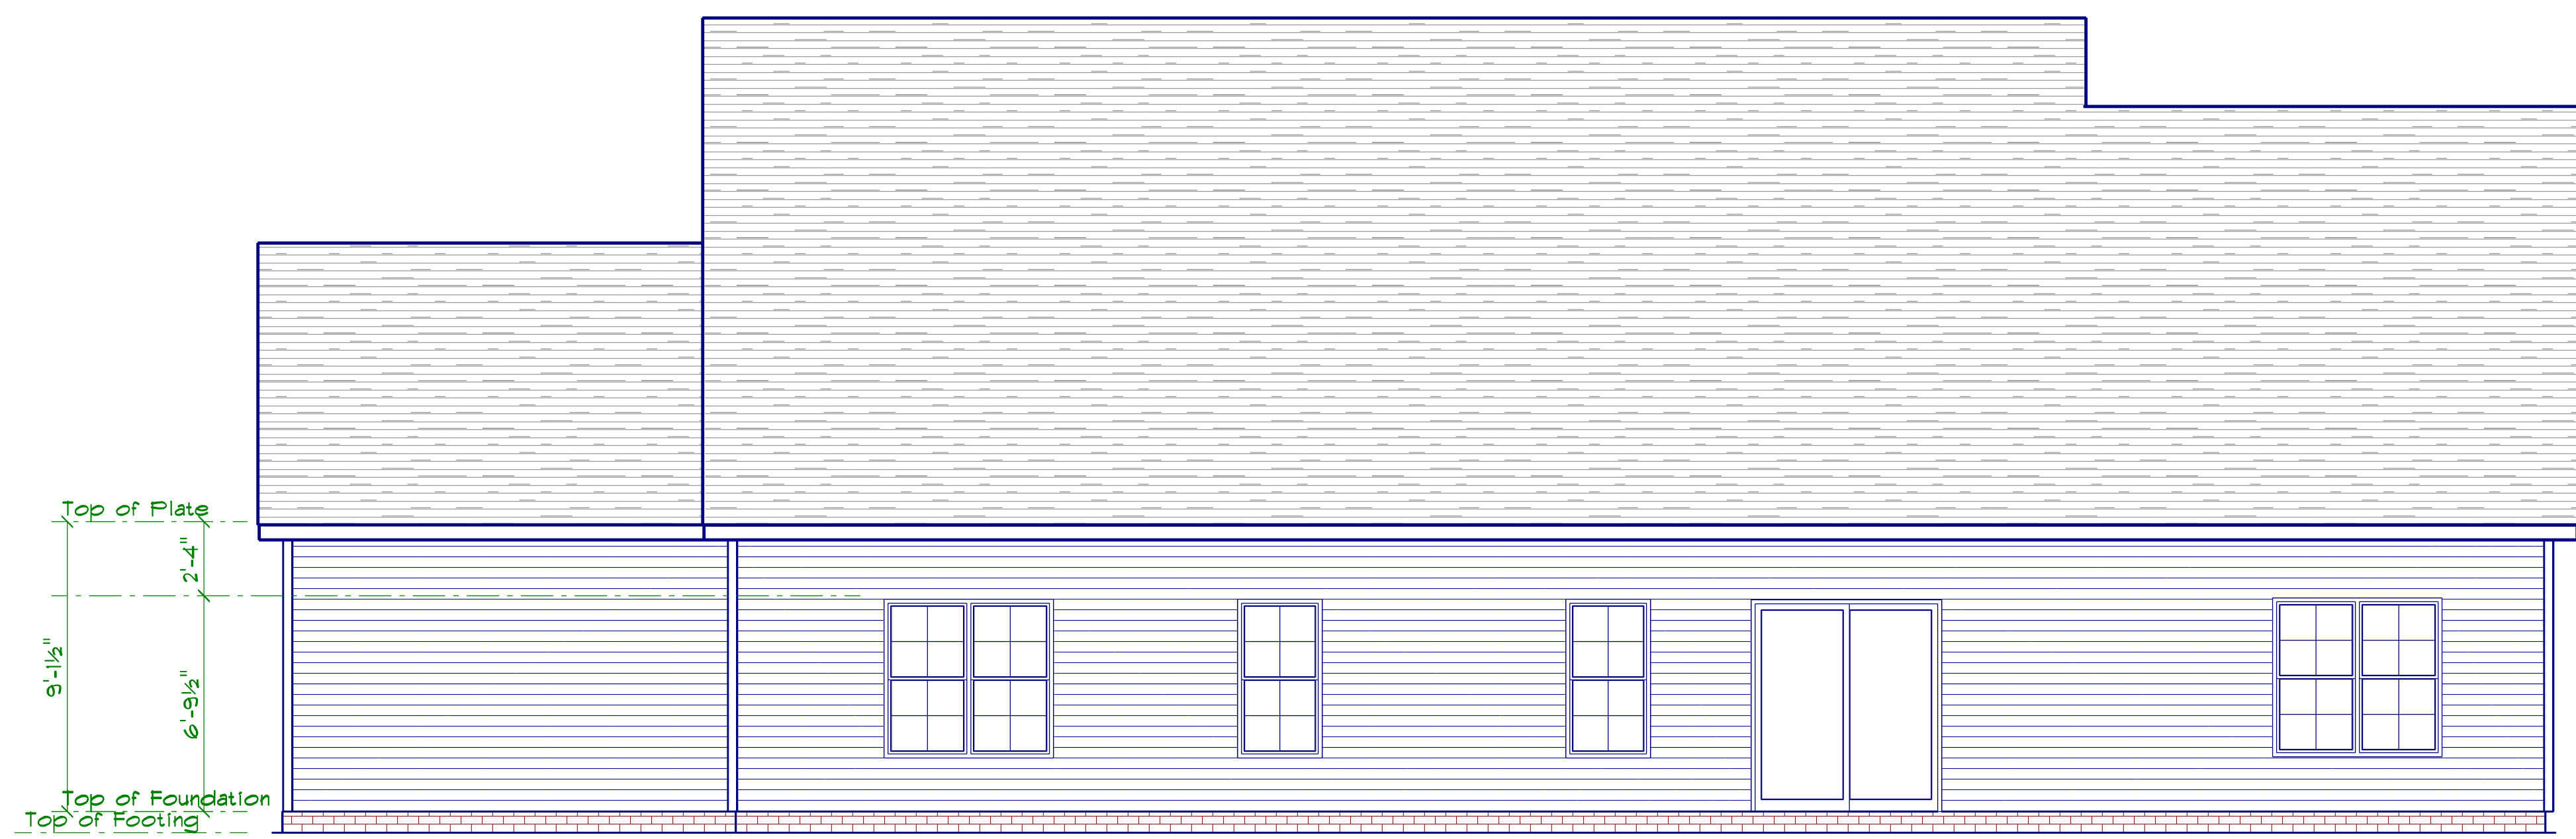 Top of Plate
2'-4"
9'-1½"
6'-9½"
Top of Foundation
Top of Footing